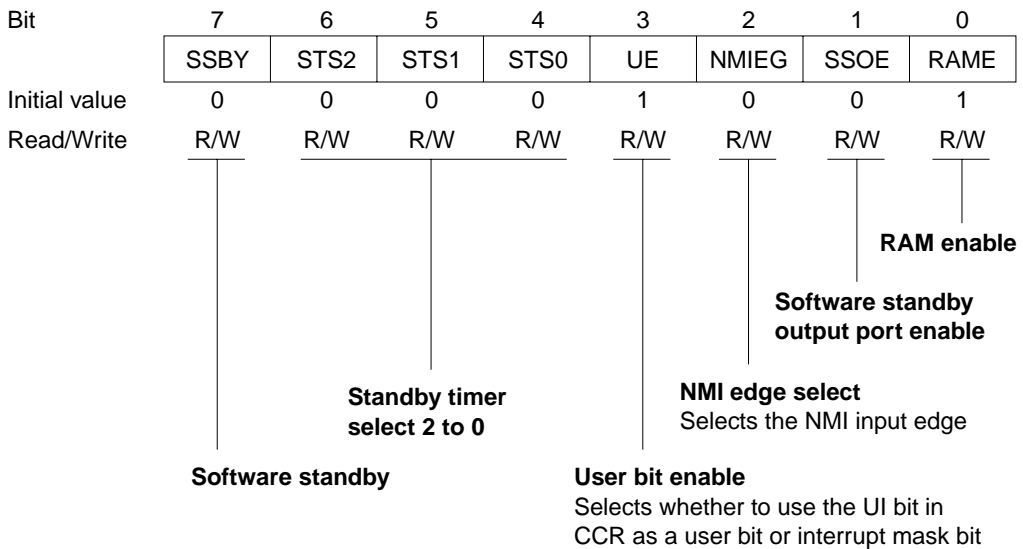 Bit 7 6 5 4 3 2 1 0
SSBY STS2 STS1 STS0 UE NMIEG SSOE RAME
Initial value 0 0 0 0 1 0 0 1
Read/Write R/W R/W R/W R/W R/W R/W R/W R/W
RAM enable
Software standby
output port enable
NMI edge select
Selects the NMI input edge
Standby timer
select 2 to 0
Software standby
User bit enable
Selects whether to use the UI bit in
CCR as a user bit or interrupt mask bit